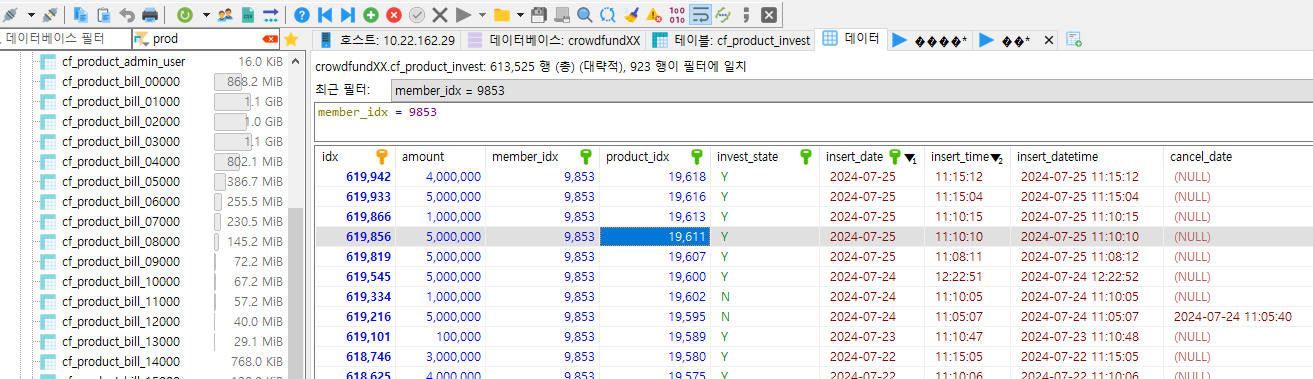 데이터베이스 필터
prod
cf_product_admin_user 16.0 KiB
cf_product_bill_00000 868.2 MiB
cf_product_bill_01000 1.1 GiB
cf_product_bill_02000 1.0 GiB
cf_product_bill_03000 1.1 GiB
cf_product_bill_04000 802.1 MiB
cf_product_bill_05000 386.7 MiB
cf_product_bill_06000 255.5 MiB
cf_product_bill_07000 230.5 MiB
cf_product_bill_08000 145.2 MiB
cf_product_bill_09000 72.2 MiB
cf_product_bill_10000 67.2 MiB
cf_product_bill_11000 57.2 MiB
cf_product_bill_12000 40.0 MiB
cf_product_bill_13000 29.1 MiB
cf_product_bill_14000 768.0 KiB
호스트: 10.22.162.29 데이터베이스: crowdfundXX 테이블: cf_product_invest 데이터 ����* ��*
crowdfundXX.cf_product_invest: 613,525 행 (총) (대략적), 923 행이 필터에 일치
최근 필터: member_idx = 9853
member_idx = 9853
idx amount member_idx product_idx invest_state insert_date 1 insert_time 2 insert_datetime cancel_date
619,942 4,000,000 9,853 19,618 Y 2024-07-25 11:15:12 2024-07-25 11:15:12 (NULL)
619,933 5,000,000 9,853 19,616 Y 2024-07-25 11:15:04 2024-07-25 11:15:04 (NULL)
619,866 1,000,000 9,853 19,613 Y 2024-07-25 11:10:15 2024-07-25 11:10:15 (NULL)
619,856 5,000,000 9,853 19,611 Y 2024-07-25 11:10:10 2024-07-25 11:10:10 (NULL)
619,819 5,000,000 9,853 19,607 Y 2024-07-25 11:08:11 2024-07-25 11:08:12 (NULL)
619,545 5,000,000 9,853 19,600 Y 2024-07-24 12:22:51 2024-07-24 12:22:52 (NULL)
619,334 1,000,000 9,853 19,602 N 2024-07-24 11:10:05 2024-07-24 11:10:05 (NULL)
619,216 5,000,000 9,853 19,595 N 2024-07-24 11:05:07 2024-07-24 11:05:07 2024-07-24 11:05:40
619,101 100,000 9,853 19,589 Y 2024-07-23 11:10:47 2024-07-23 11:10:48 (NULL)
618,746 3,000,000 9,853 19,580 Y 2024-07-22 11:15:05 2024-07-22 11:15:05 (NULL)
618,625 4,000,000 9,853 19,575 Y 2024-07-22 11:10:06 2024-07-22 11:10:06 (NULL)